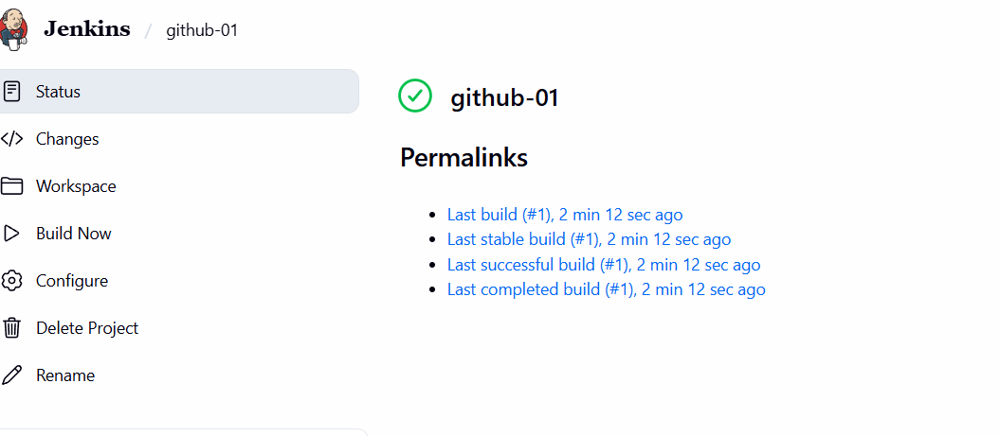 Jenkins / github-01
Status
Changes
Workspace
Build Now
Configure
Delete Project
Rename
github-01
Permalinks
Last build (#1), 2 min 12 sec ago
Last stable build (#1), 2 min 12 sec ago
Last successful build (#1), 2 min 12 sec ago
Last completed build (#1), 2 min 12 sec ago